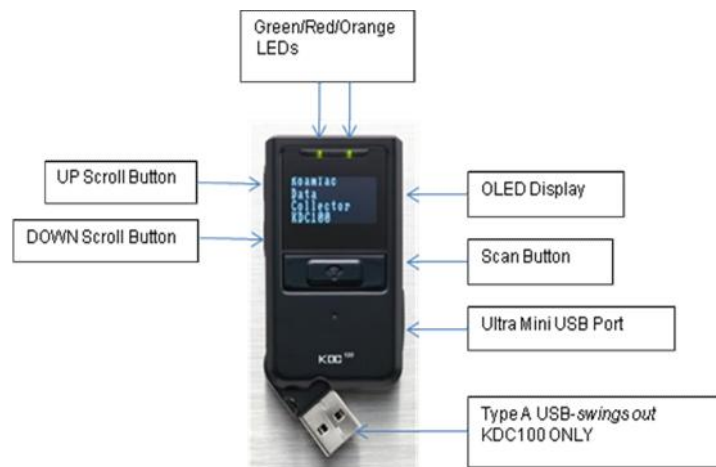 Green/Red/Orange
LEDs
UP Scroll Button
DOWN Scroll Button
Koamtac
Data
Collector
KDC100
OLED Display
Scan Button
Ultra Mini USB Port
KDC 100
Type A USB-swings out
KDC100 ONLY